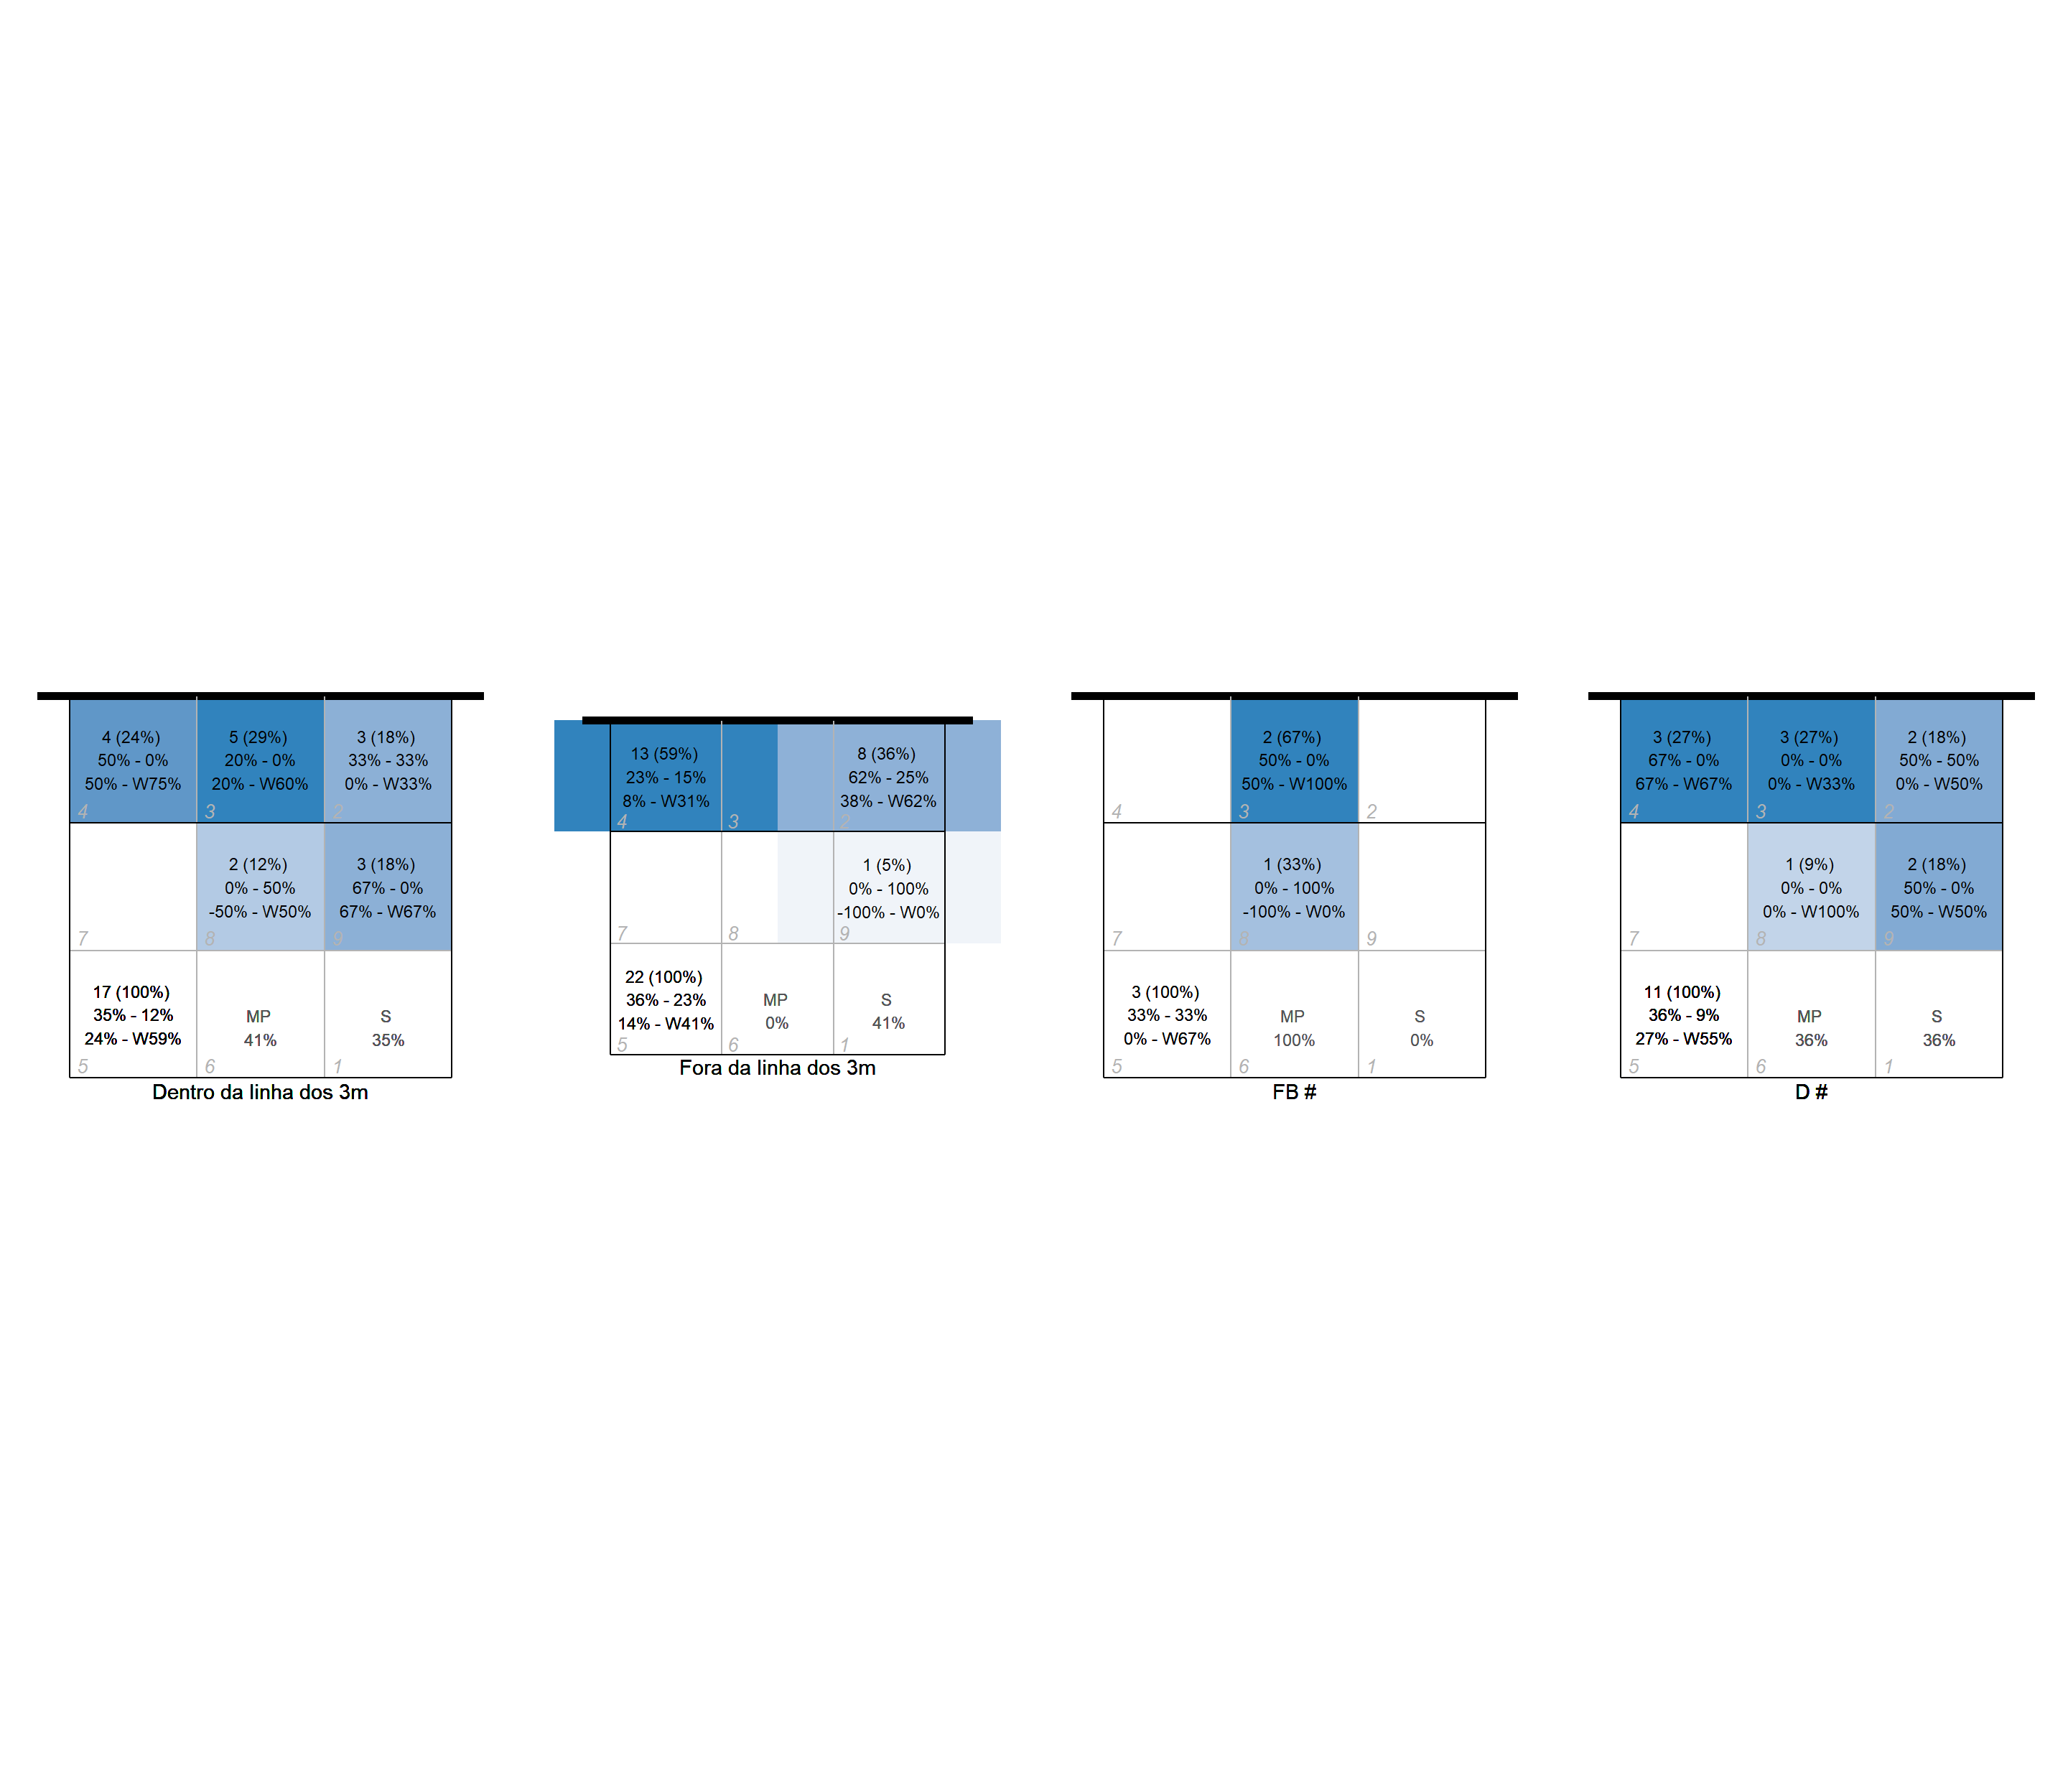 4 (24%)
50% - 0%
50% - W75%
4
5 (29%)
20% - 0%
20% - W60%
3
3 (18%)
33% - 33%
0% - W33%
2
7
2 (12%)
0% - 50%
-50% - W50%
8
3 (18%)
67% - 0%
67% - W67%
9
17 (100%)
35% - 12%
24% - W59%
5
MP
41%
6
S
35%
1
Dentro da linha dos 3m
13 (59%)
23% - 15%
8% - W31%
4
3
8 (36%)
62% - 25%
38% - W62%
2
7
8
1 (5%)
0% - 100%
-100% - W0%
9
22 (100%)
36% - 23%
14% - W41%
5
MP
0%
6
S
41%
1
Fora da linha dos 3m
4
2 (67%)
50% - 0%
50% - W100%
3
2
7
1 (33%)
0% - 100%
-100% - W0%
8
9
3 (100%)
33% - 33%
0% - W67%
5
MP
100%
6
S
0%
1
FB #
3 (27%)
67% - 0%
67% - W67%
4
3 (27%)
0% - 0%
0% - W33%
3
2 (18%)
50% - 50%
0% - W50%
2
7
1 (9%)
0% - 0%
0% - W100%
8
2 (18%)
50% - 0%
50% - W50%
9
11 (100%)
36% - 9%
27% - W55%
5
MP
36%
6
S
36%
1
D #